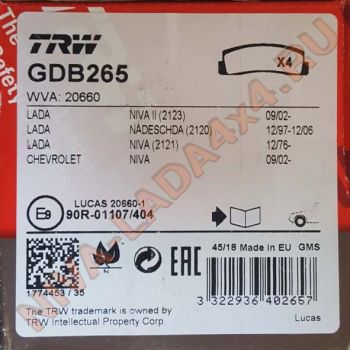 TRW
GDB265
X4
WVA: 20660
LADA NIVA II (2123) 09/02-
LADA NADESCHDA (2120) 12/97-12/06
LADA NIVA (2121) 12/76-
CHEVROLET NIVA 09/02-
LUCAS 20660-1
E9 90R-01107/404
45/18 Made in EU GMS
EAC
1774453 / 35
3 322936 402657
The TRW trademark is owned by
TRW Intellectual Property Corp.
Lucas
Safety
NIVA-LADA4X4.RU